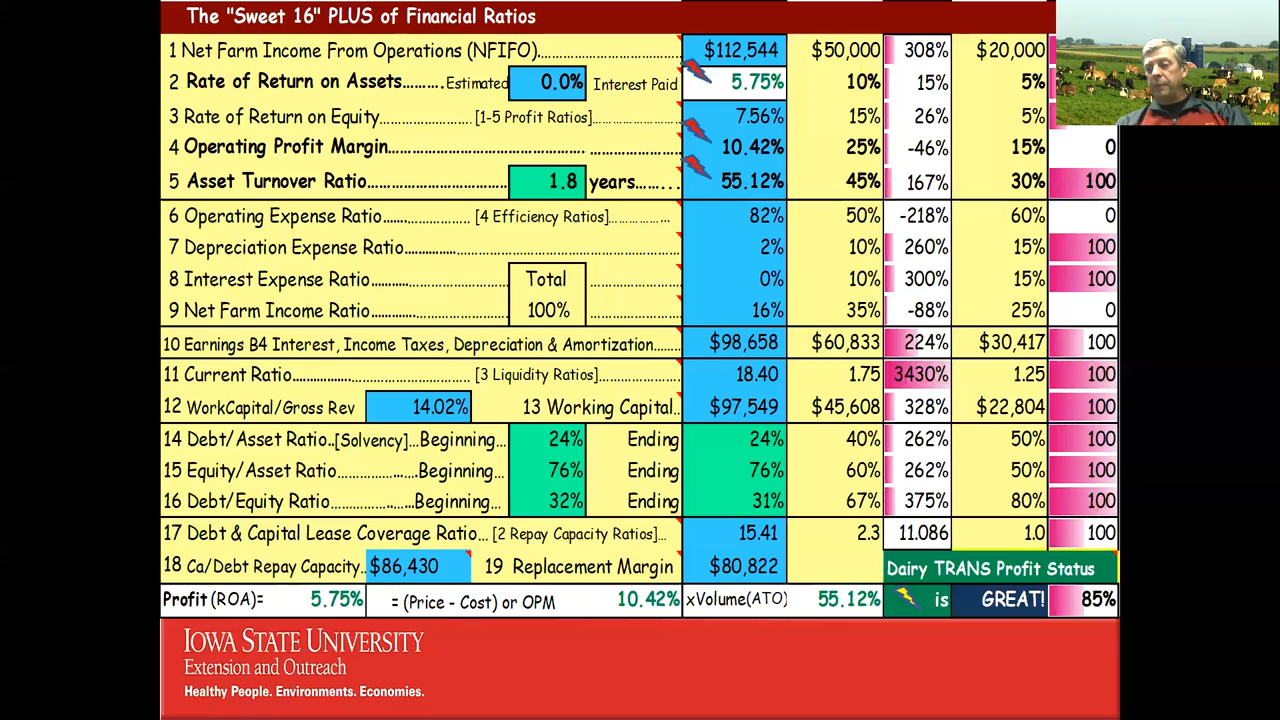 The "Sweet 16" PLUS of Financial Ratios
1 Net Farm Income From Operations (NFIFO)...................... $112,544 $50,000 308% $20,000
2 Rate of Return on Assets..........Estimated 0.0% Interest Paid 5.75% 10% 15% 5%
3 Rate of Return on Equity........................ [1-5 Profit Ratios]........................ 7.56% 15% 26% 5%
4 Operating Profit Margin........................................................ 10.42% 25% -46% 15% 0
5 Asset Turnover Ratio................................... 1.8 years.......... 55.12% 45% 167% 30% 100
6 Operating Expense Ratio..................... [4 Efficiency Ratios]................ 82% 50% -218% 60% 0
7 Depreciation Expense Ratio........................................................ 2% 10% 260% 15% 100
8 Interest Expense Ratio........................... Total ........................ 0% 10% 300% 15% 100
9 Net Farm Income Ratio........................... 100% ........................ 16% 35% -88% 25% 0
10 Earnings B4 Interest, Income Taxes, Depreciation & Amortization........ $98,658 $60,833 224% $30,417 100
11 Current Ratio............................................. [3 Liquidity Ratios]..................... 18.40 1.75 3430% 1.25 100
12 WorkCapital/Gross Rev 14.02% 13 Working Capital.. $97,549 $45,608 328% $22,804 100
14 Debt/Asset Ratio..[Solvency]...Beginning... 24% Ending 24% 40% 262% 50% 100
15 Equity/Asset Ratio.....................Beginning... 76% Ending 76% 60% 262% 50% 100
16 Debt/Equity Ratio.....................Beginning... 32% Ending 31% 67% 375% 80% 100
17 Debt & Capital Lease Coverage Ratio... [2 Repay Capacity Ratios]... 15.41 2.3 11.086 1.0 100
18 Ca/Debt Repay Capacity.. $86,430 19 Replacement Margin $80,822 Dairy TRANS Profit Status
Profit (ROA)= 5.75% = (Price - Cost) or OPM 10.42% xVolume(ATO) 55.12% is GREAT! 85%
IOWA STATE UNIVERSITY
Extension and Outreach
Healthy People. Environments. Economies.